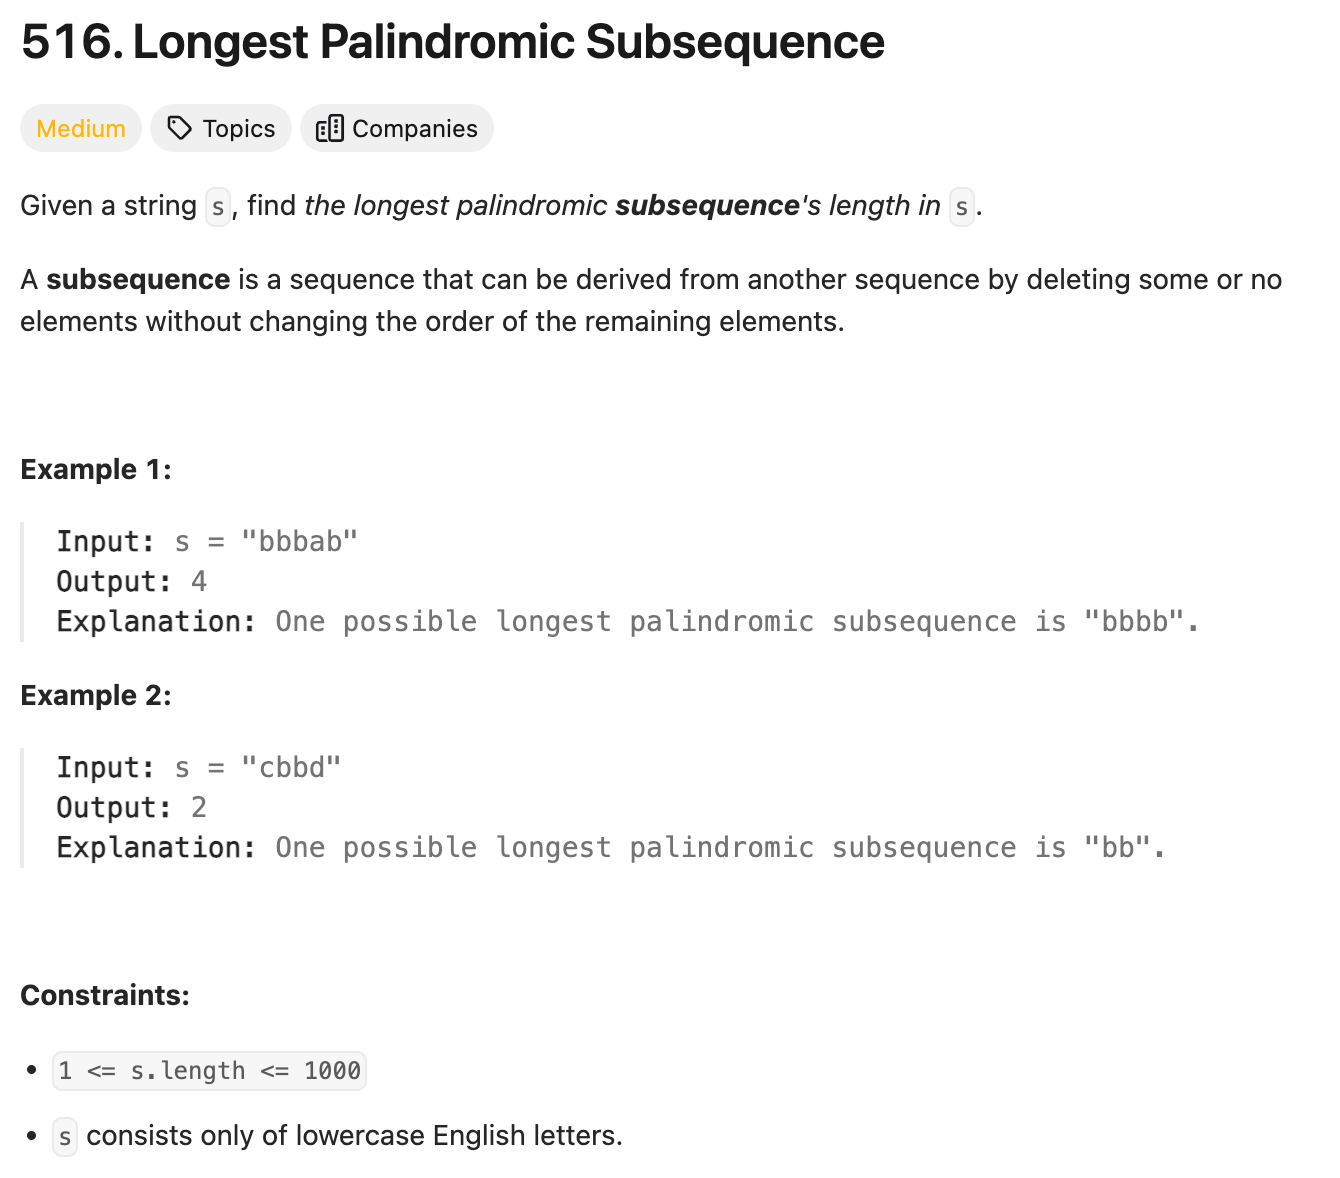 516. Longest Palindromic Subsequence
Medium Topics Companies
Given a string s, find the longest palindromic subsequence's length in s.
A subsequence is a sequence that can be derived from another sequence by deleting some or no
elements without changing the order of the remaining elements.
Example 1:
Input: s = "bbbab"
Output: 4
Explanation: One possible longest palindromic subsequence is "bbbb".
Example 2:
Input: s = "cbbd"
Output: 2
Explanation: One possible longest palindromic subsequence is "bb".
Constraints:
• 1 <= s.length <= 1000
• s consists only of lowercase English letters.